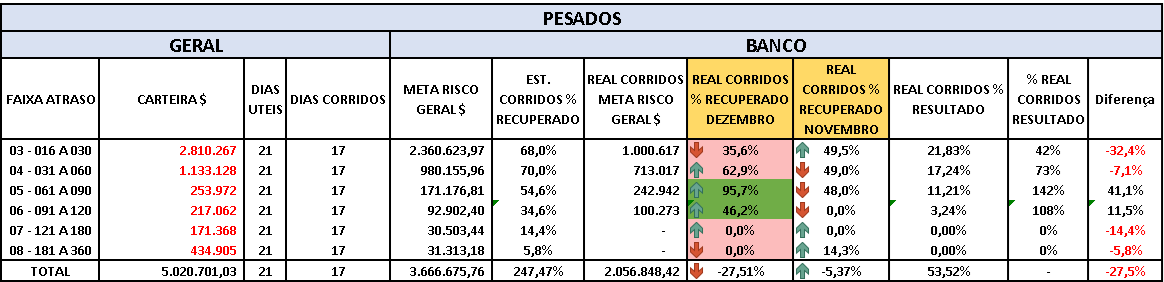 PESADOS
GERAL BANCO
FAIXA ATRASO CARTEIRA $ DIAS UTEIS DIAS CORRIDOS META RISCO GERAL $ EST. CORRIDOS % RECUPERADO REAL CORRIDOS META RISCO GERAL $ REAL CORRIDOS % RECUPERADO DEZEMBRO REAL CORRIDOS % RECUPERADO NOVEMBRO REAL CORRIDOS % RESULTADO % REAL CORRIDOS RESULTADO Diferença
03 - 016 A 030 2.810.267 21 17 2.360.623,97 68,0% 1.000.617 35,6% 49,5% 21,83% 42% -32,4%
04 - 031 A 060 1.133.128 21 17 980.155,96 70,0% 713.017 62,9% 49,0% 17,24% 73% -7,1%
05 - 061 A 090 253.972 21 17 171.176,81 54,6% 242.942 95,7% 48,0% 11,21% 142% 41,1%
06 - 091 A 120 217.062 21 17 92.902,40 34,6% 100.273 46,2% 0,0% 3,24% 108% 11,5%
07 - 121 A 180 171.368 21 17 30.503,44 14,4% - 0,0% 0,0% 0,00% 0% -14,4%
08 - 181 A 360 434.905 21 17 31.313,18 5,8% - 0,0% 14,3% 0,00% 0% -5,8%
TOTAL 5.020.701,03 21 17 3.666.675,76 247,47% 2.056.848,42 -27,51% -5,37% 53,52% - -27,5%